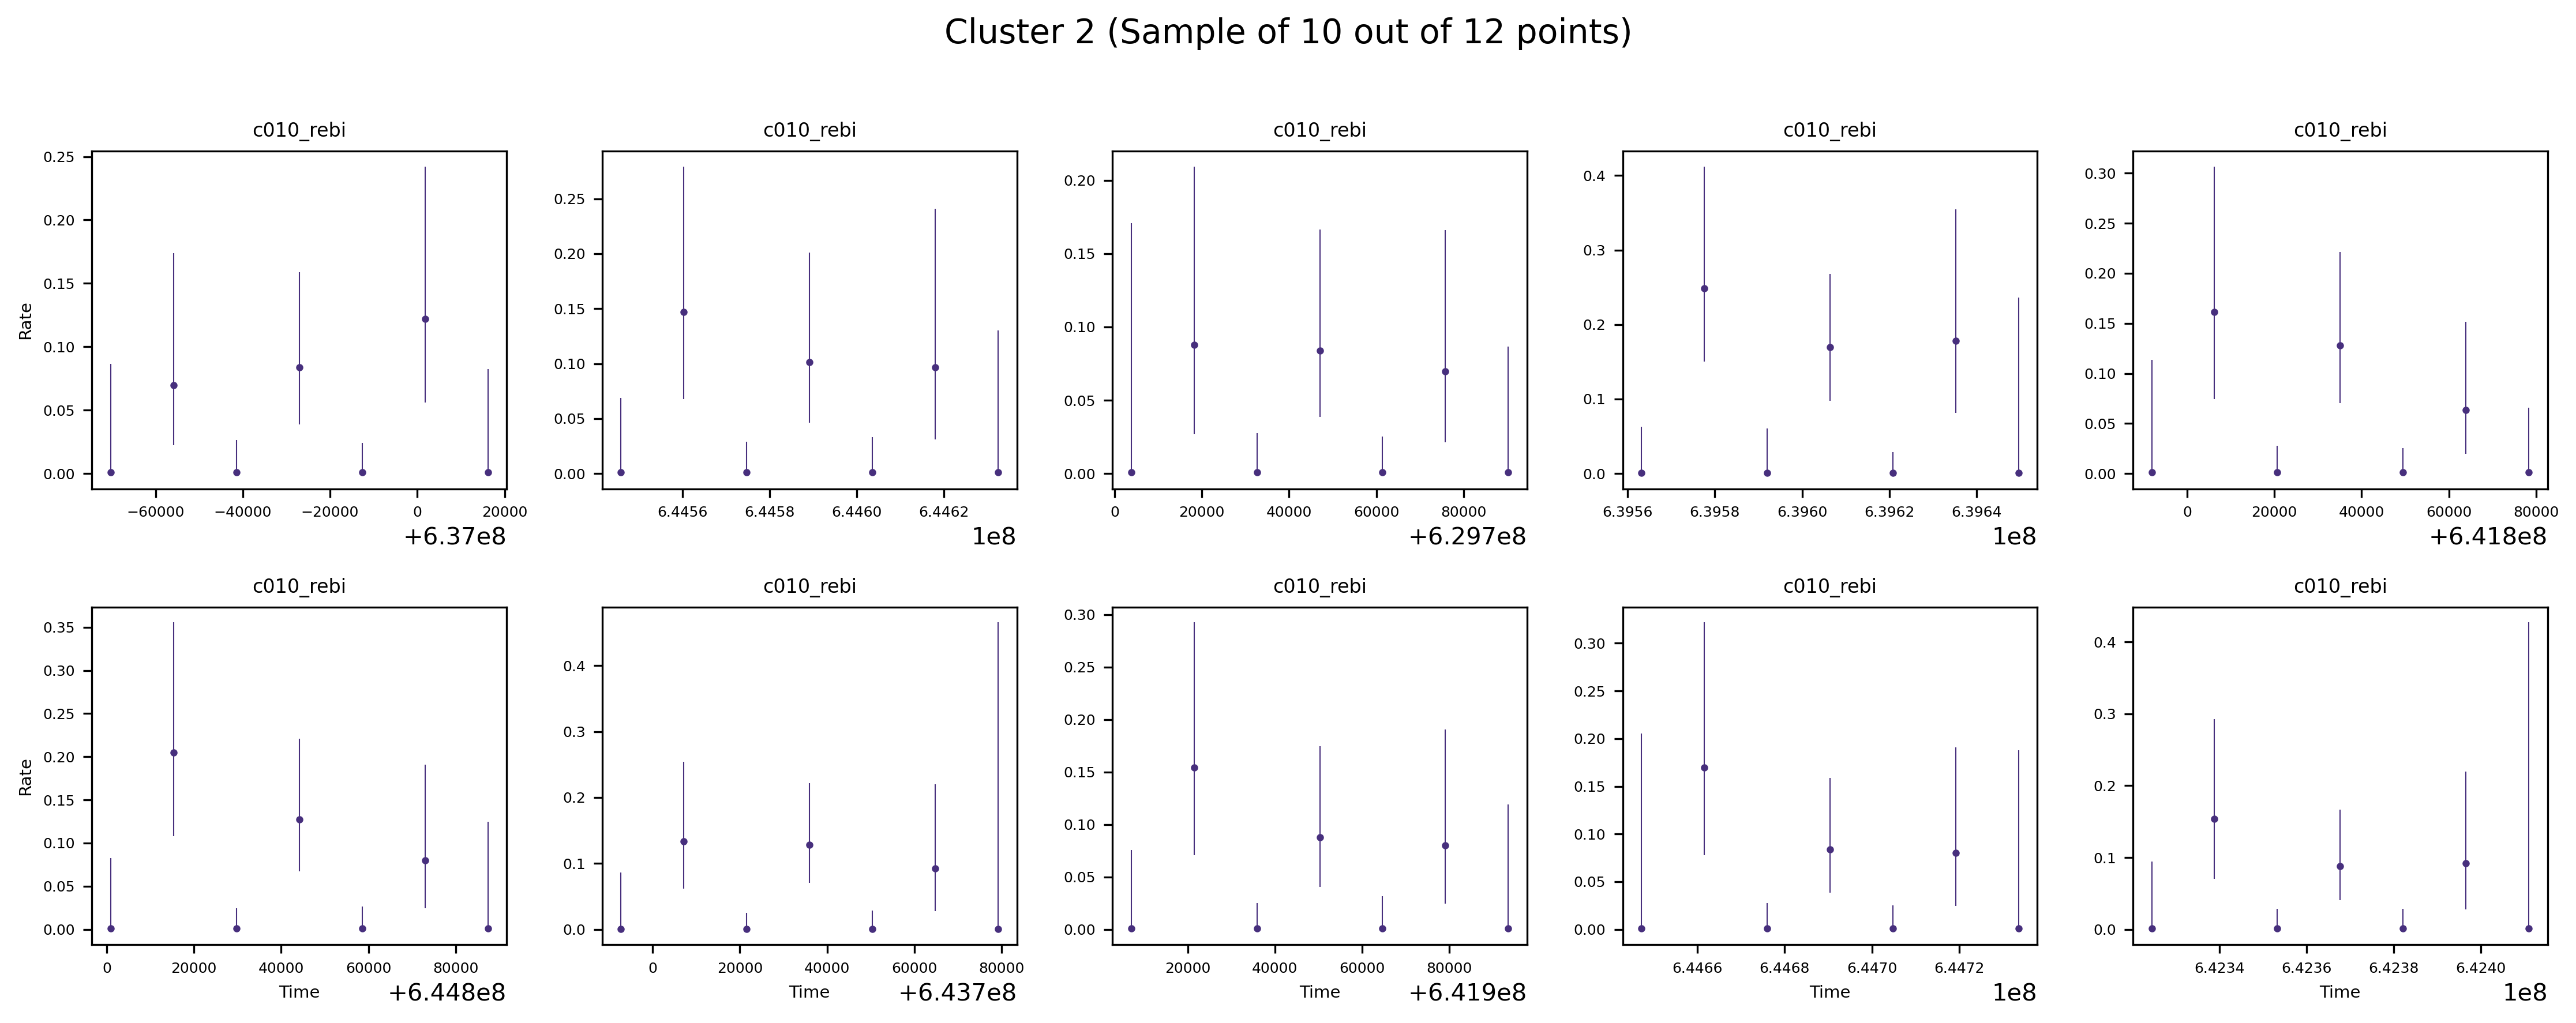 Cluster 2 (Sample of 10 out of 12 points)
c010_rebi c010_rebi c010_rebi c010_rebi c010_rebi
0.25 0.20 0.15 0.10 0.05 0.00
Rate
−60000 −40000 −20000 0 20000
+6.37e8
0.25 0.20 0.15 0.10 0.05 0.00
6.4456 6.4458 6.4460 6.4462
1e8
0.20 0.15 0.10 0.05 0.00
0 20000 40000 60000 80000
+6.297e8
0.4 0.3 0.2 0.1 0.0
6.3956 6.3958 6.3960 6.3962 6.3964
1e8
0.30 0.25 0.20 0.15 0.10 0.05 0.00
0 20000 40000 60000 80000
+6.418e8
c010_rebi c010_rebi c010_rebi c010_rebi c010_rebi
0.35 0.30 0.25 0.20 0.15 0.10 0.05 0.00
Rate
0 20000 40000 60000 80000
Time +6.448e8
0.4 0.3 0.2 0.1 0.0
0 20000 40000 60000 80000
Time +6.437e8
0.30 0.25 0.20 0.15 0.10 0.05 0.00
20000 40000 60000 80000
Time +6.419e8
0.30 0.25 0.20 0.15 0.10 0.05 0.00
6.4466 6.4468 6.4470 6.4472
Time 1e8
0.4 0.3 0.2 0.1 0.0
6.4234 6.4236 6.4238 6.4240
Time 1e8